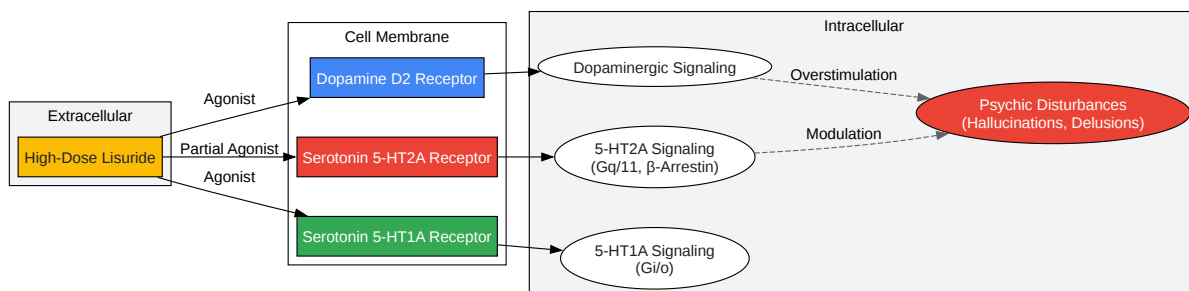 Extracellular
High-Dose Lisuride
Agonist
Partial Agonist
Agonist
Cell Membrane
Dopamine D2 Receptor
Serotonin 5-HT2A Receptor
Serotonin 5-HT1A Receptor
Intracellular
Dopaminergic Signaling
5-HT2A Signaling
(Gq/11, β-Arrestin)
5-HT1A Signaling
(Gi/o)
Overstimulation
Modulation
Psychic Disturbances
(Hallucinations, Delusions)